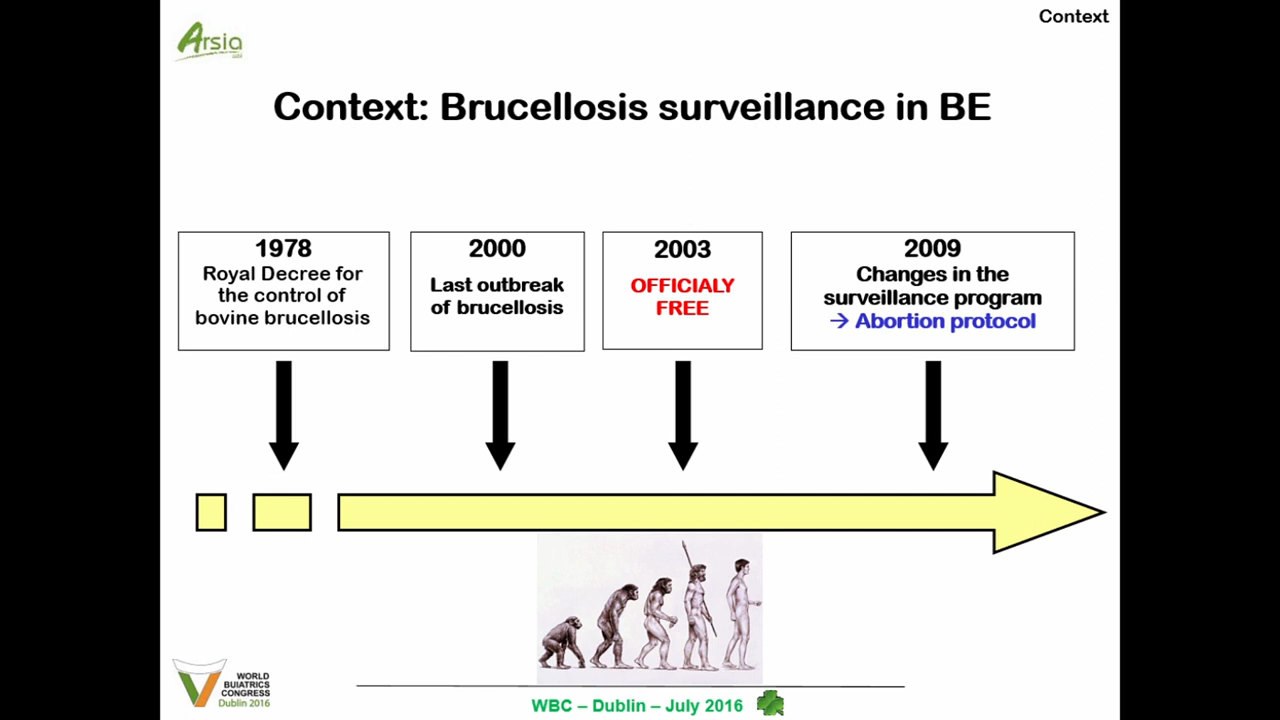 Context
Arsia
Context: Brucellosis surveillance in BE
1978
Royal Decree for
the control of
bovine brucellosis
2000
Last outbreak
of brucellosis
2003
OFFICIALY
FREE
2009
Changes in the
surveillance program
→ Abortion protocol
WORLD
BUIATRICS
CONGRESS
Dublin 2016
WBC – Dublin – July 2016